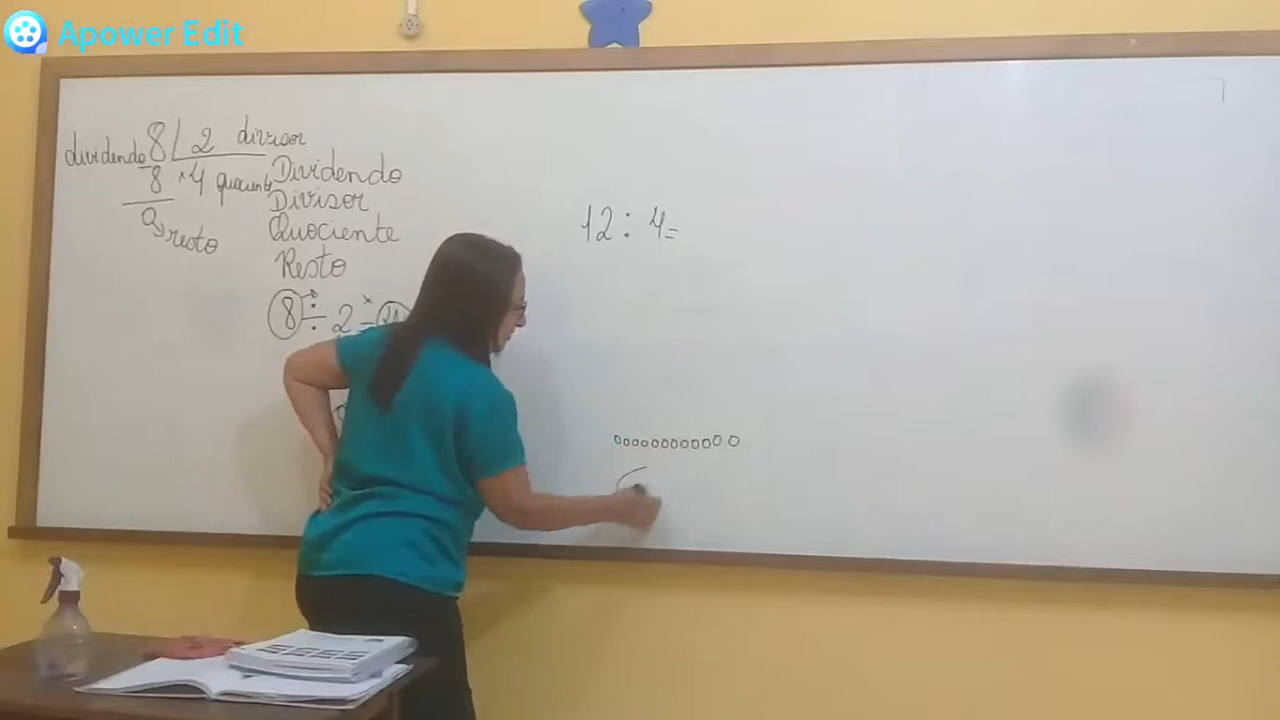 Apower Edit
dividendo 8 2 divisor
8 × 4 quociente
0 resto
Dividendo
Divisor
Quociente
Resto
8 ÷ 2 =
12 : 4 =